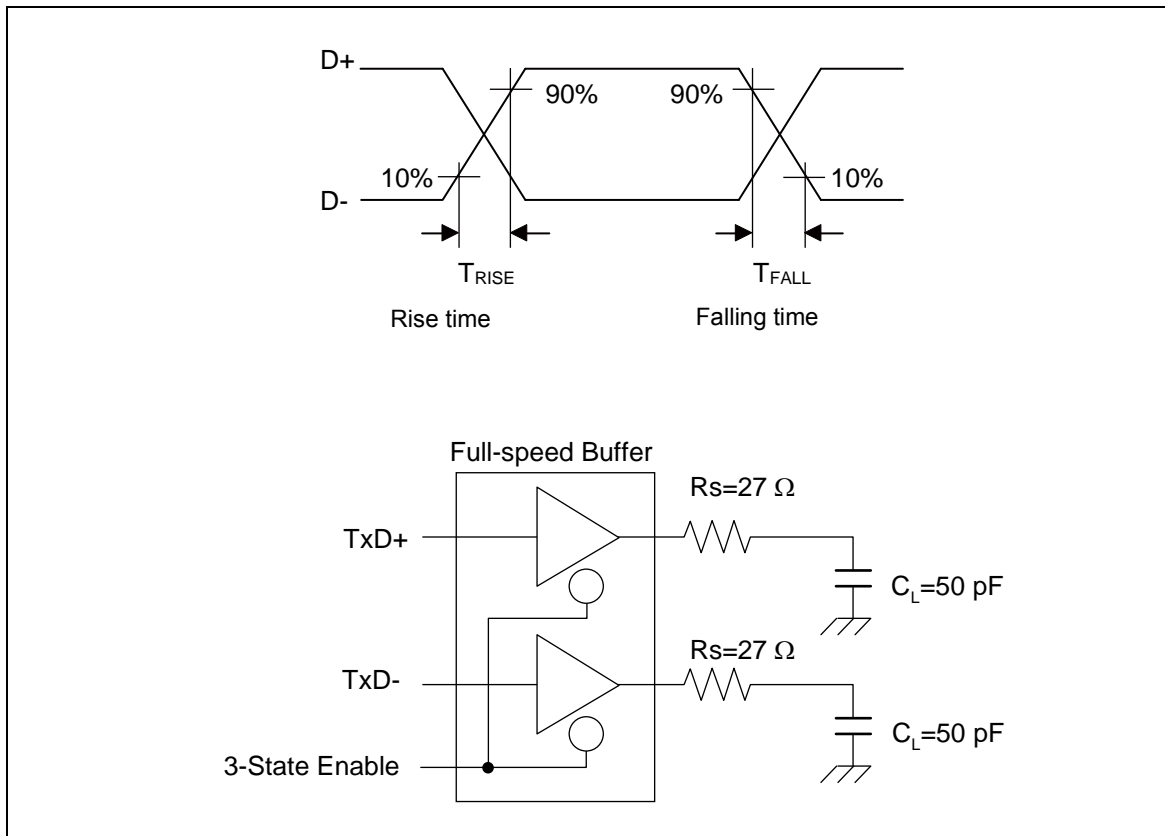 D+
90% 90%
10% 10%
D-
TRISE TFALL
Rise time Falling time
Full-speed Buffer
Rs=27 Ω
TxD+
CL=50 pF
Rs=27 Ω
TxD-
CL=50 pF
3-State Enable